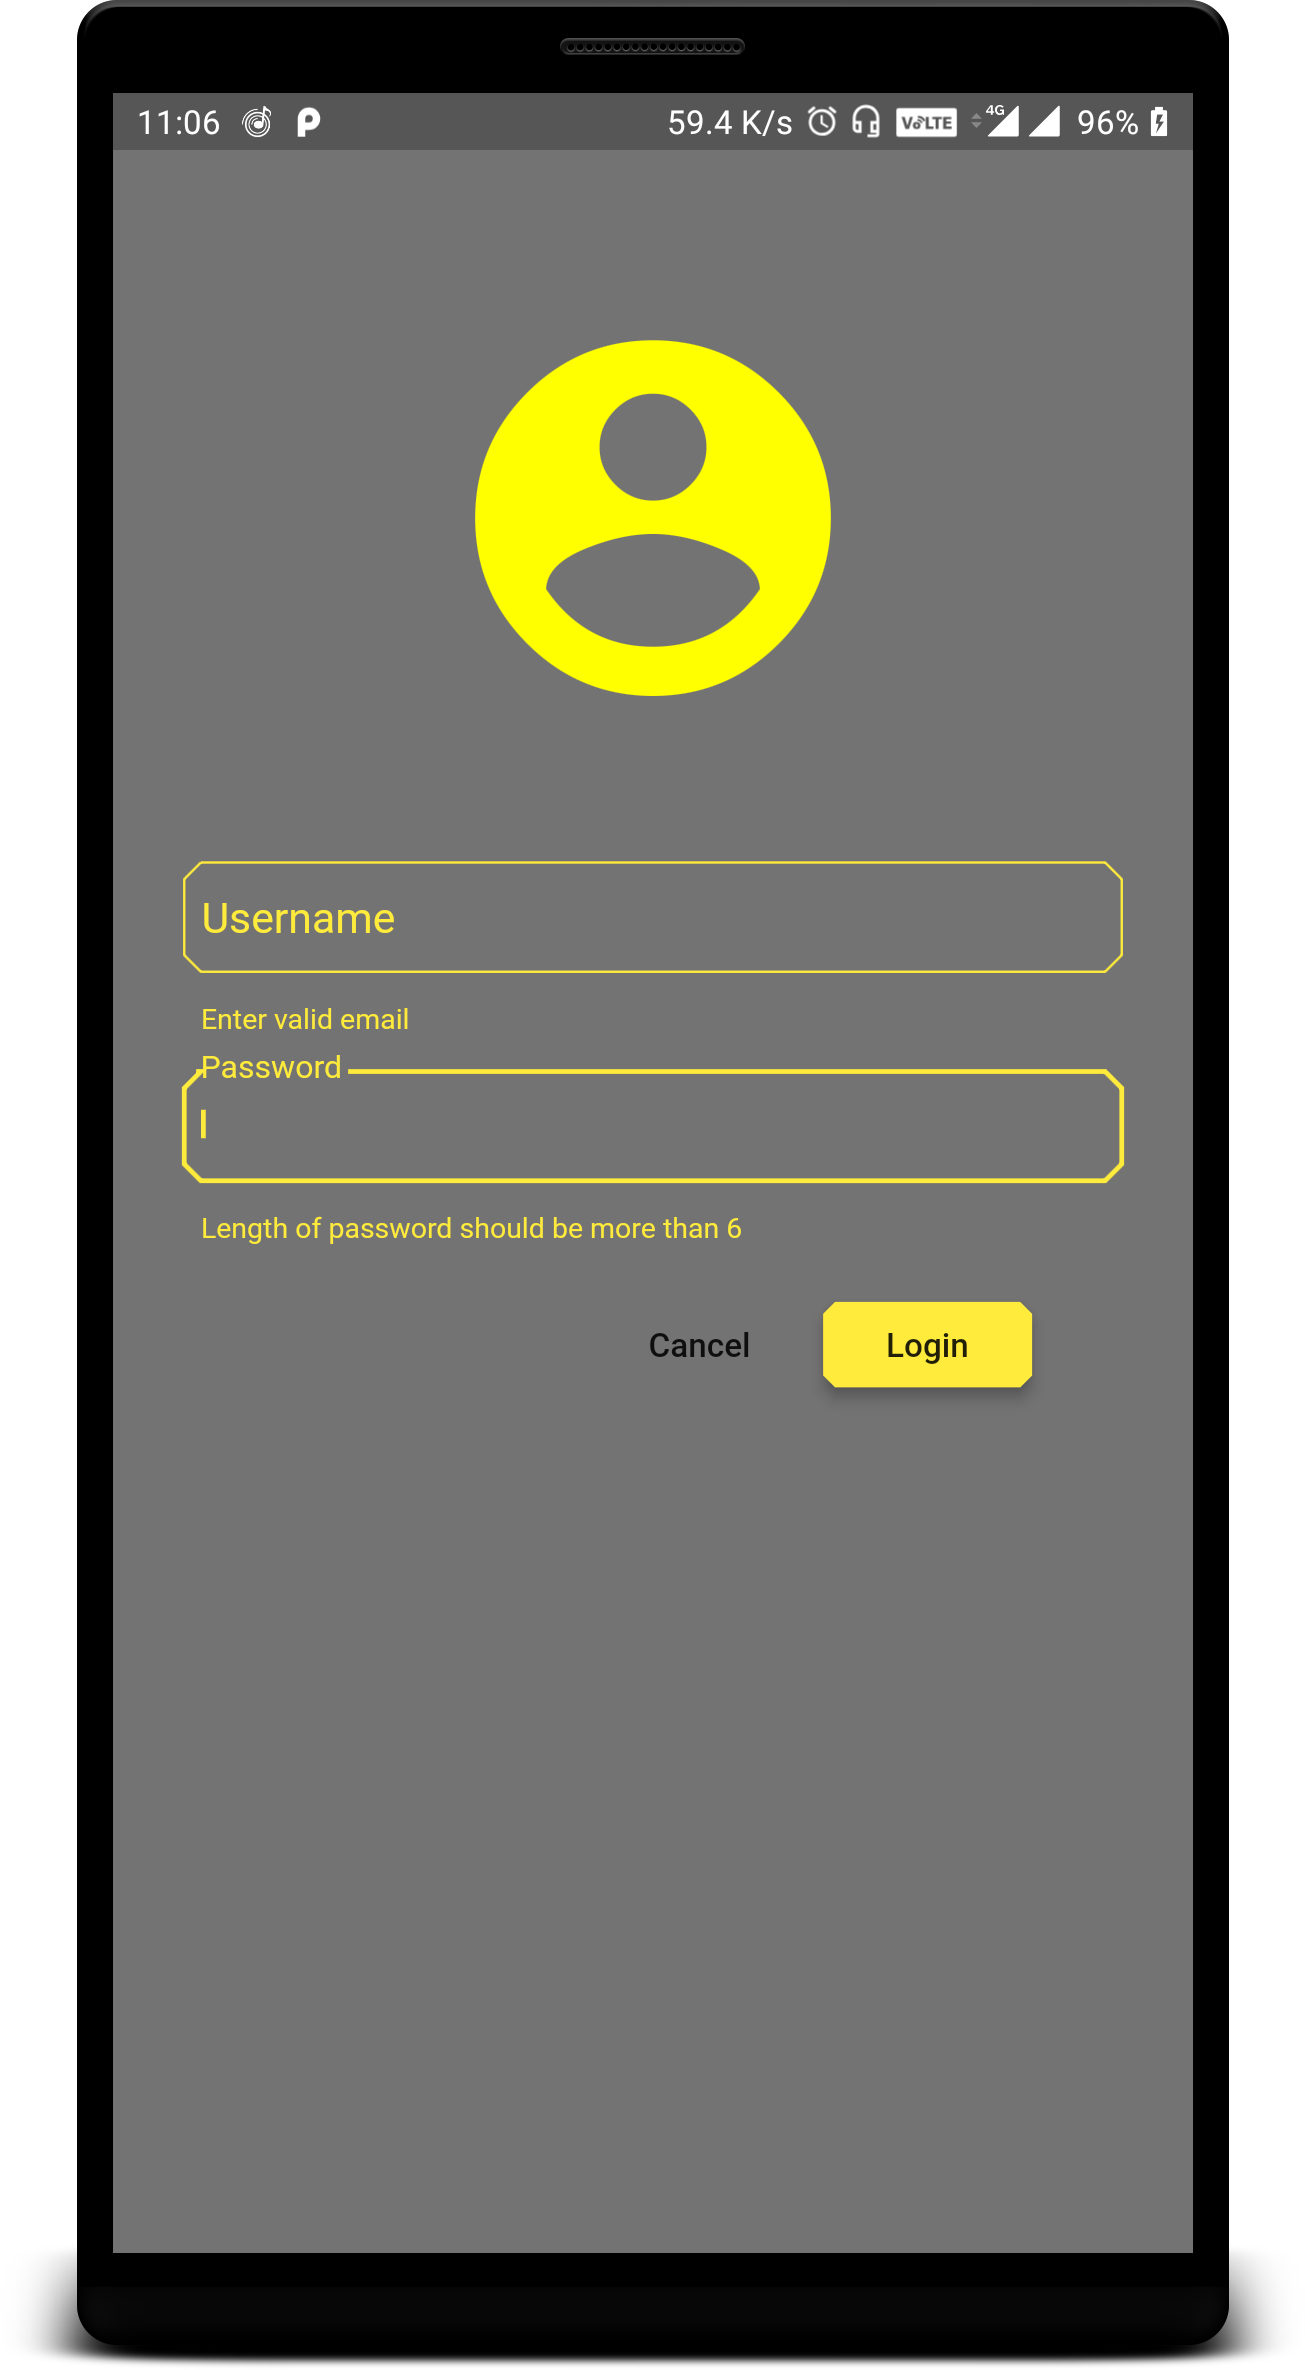 11:06 59.4 K/s VoLTE 4G 96%
Username
Enter valid email
Password
Length of password should be more than 6
Cancel Login